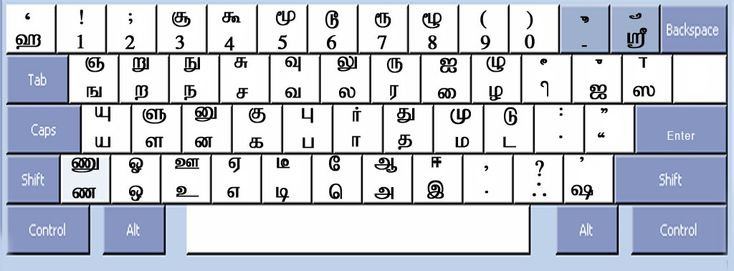 ‘ ! ; சூ கூ மூ டூ ரூ ழூ ( ) Backspace
ஹ 1 2 3 4 5 6 7 8 9 0 - ஸ்ரீ
Tab ஞ று நு சு வு லு ரு ஐ ழு
ங ற ந ச வ ல ர ை ழ ஜ ஸ
Caps யு ளு னு கு பு ர் து மு டு : ” Enter
ய ள ன க ப ா த ம ட . “
Shift ணு ஓ ஊ ஏ டீ ே ஆ ஈ , ? ’ Shift
ண ஒ உ எ டி ெ அ இ . ∴ ஷ
Control Alt Alt Control